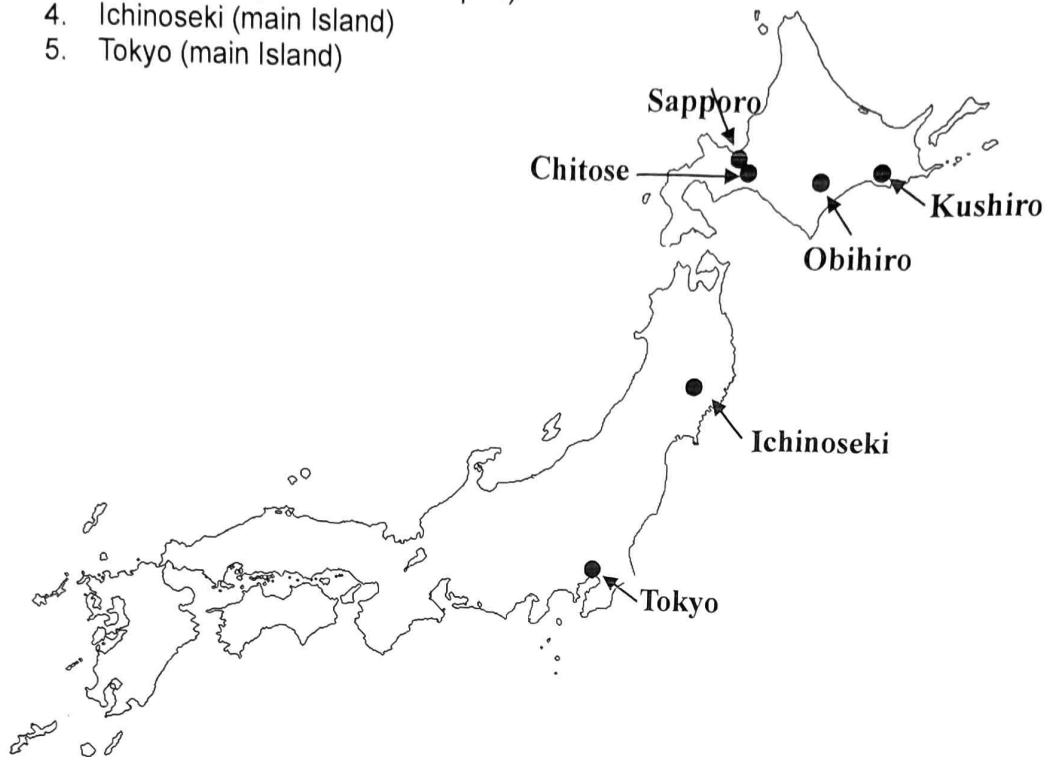 4. Ichinoseki (main Island)
5. Tokyo (main Island)
Sapporo
Chitose
Kushiro
Obihiro
Ichinoseki
Tokyo